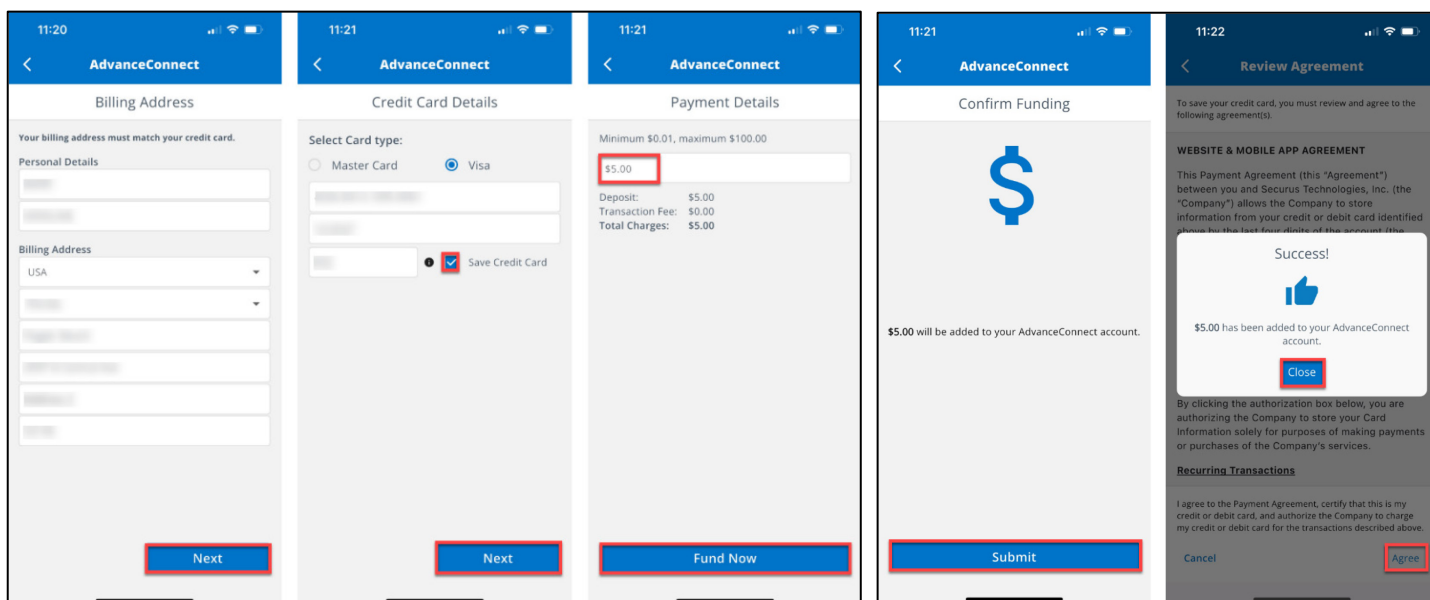 11:20
AdvanceConnect
Billing Address
Your billing address must match your credit card.
Personal Details
Billing Address
USA
Next
11:21
AdvanceConnect
Credit Card Details
Select Card type:
Master Card Visa
Save Credit Card
Next
11:21
AdvanceConnect
Payment Details
Minimum $0.01, maximum $100.00
$5.00
Deposit: $5.00
Transaction Fee: $0.00
Total Charges: $5.00
Fund Now
11:21
AdvanceConnect
Confirm Funding
$
$5.00 will be added to your AdvanceConnect account.
Submit
11:22
Review Agreement
To save your credit card, you must review and agree to the
following agreement(s).
WEBSITE & MOBILE APP AGREEMENT
This Payment Agreement (this "Agreement")
between you and Securus Technologies, Inc. (the
"Company") allows the Company to store
information from your credit or debit card identified
above by the last four digits of the account (the
Success!
$5.00 has been added to your AdvanceConnect
account.
Close
By clicking the authorization box below, you are
authorizing the Company to store your Card
Information solely for purposes of making payments
or purchases of the Company's services.
Recurring Transactions
I agree to the Payment Agreement, certify that this is my
credit or debit card, and authorize the Company to charge
my credit or debit card for the transactions described above.
Cancel Agree